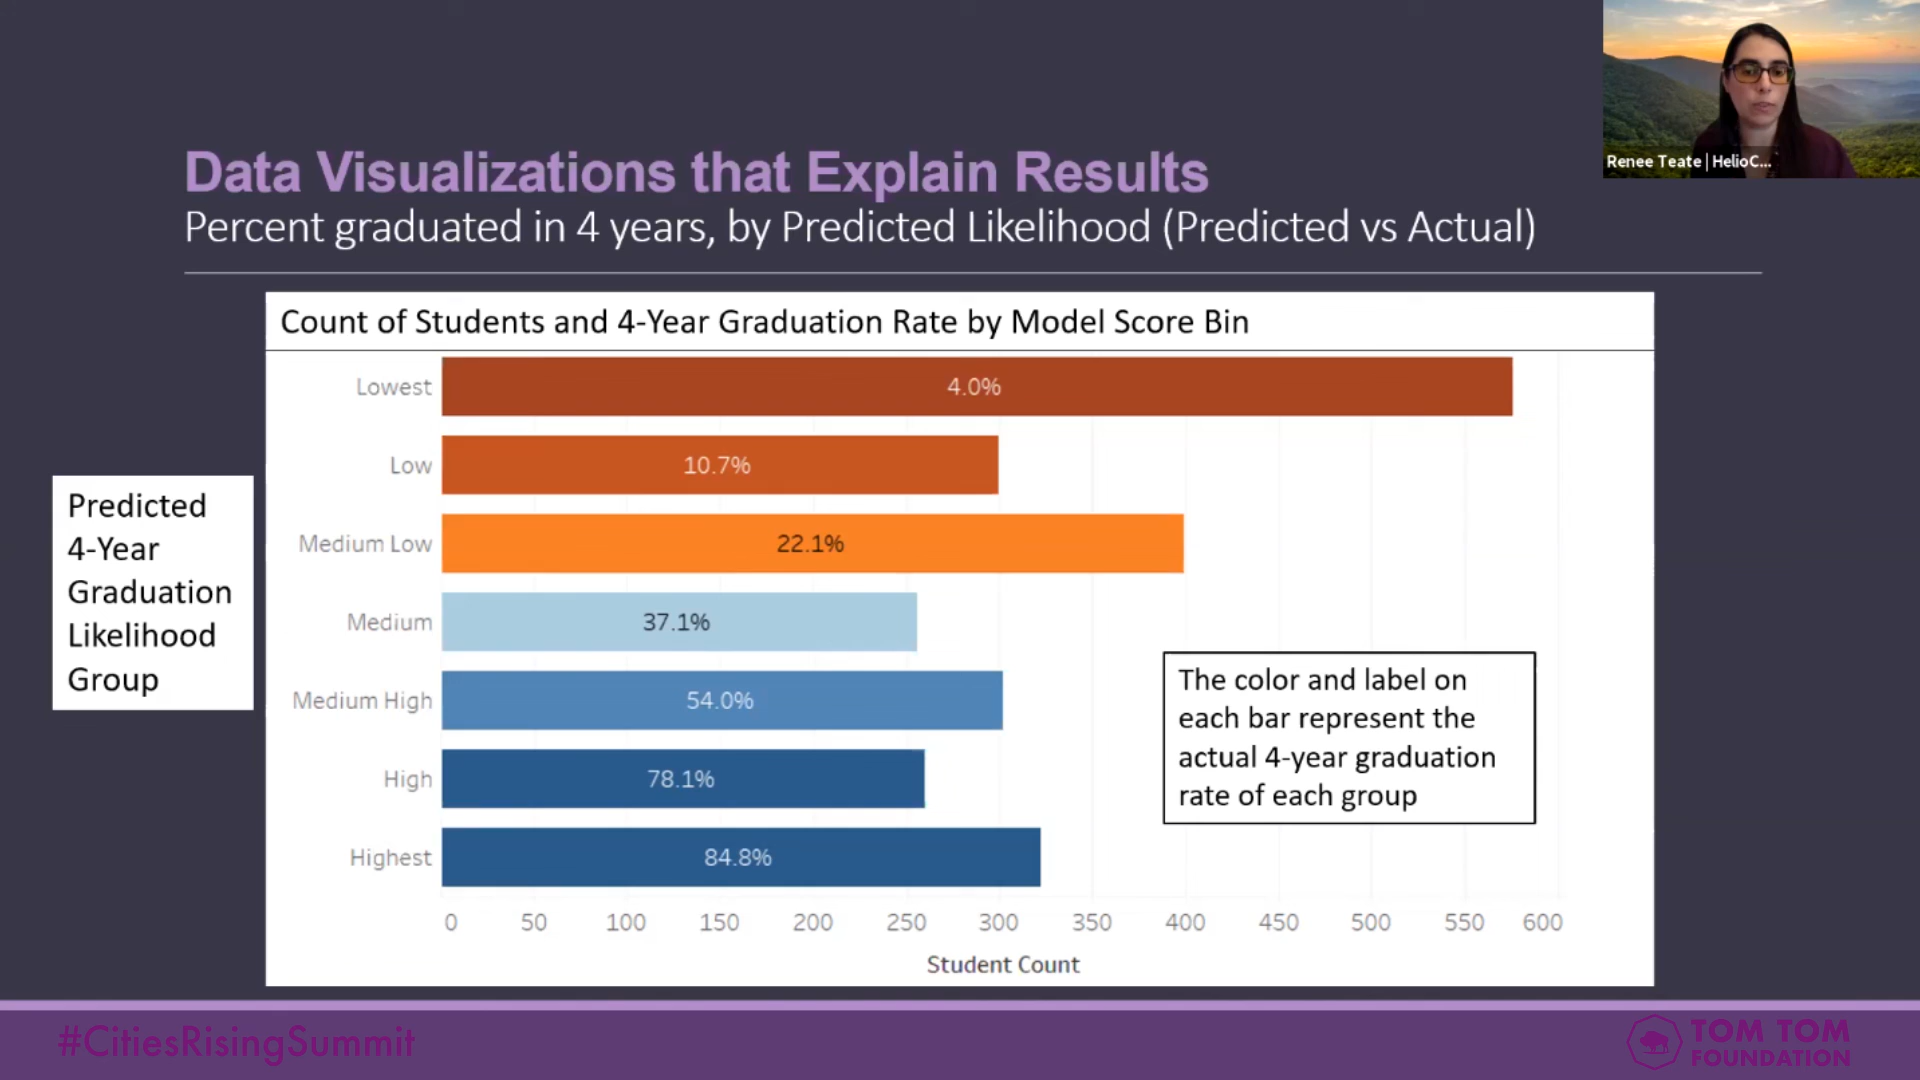 Renee Teate | HelioC...
Data Visualizations that Explain Results
Percent graduated in 4 years, by Predicted Likelihood (Predicted vs Actual)
Count of Students and 4-Year Graduation Rate by Model Score Bin
Predicted
4-Year
Graduation
Likelihood
Group
Lowest 4.0%
Low 10.7%
Medium Low 22.1%
Medium 37.1%
Medium High 54.0%
High 78.1%
Highest 84.8%
The color and label on
each bar represent the
actual 4-year graduation
rate of each group
0 50 100 150 200 250 300 350 400 450 500 550 600
Student Count
#CitiesRisingSummit
TOM TOM
FOUNDATION